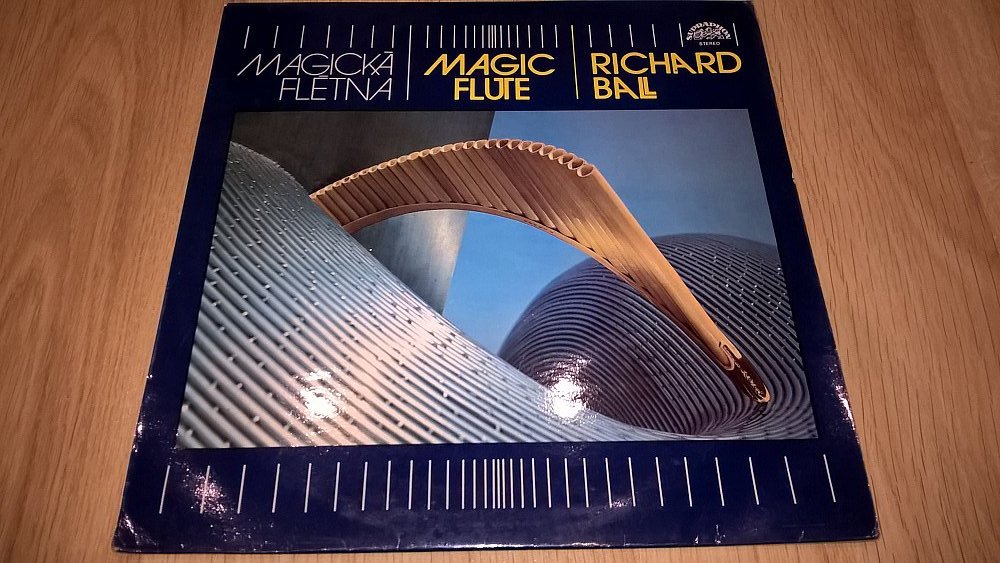 MAGICKÁ
FLÉTNA
MAGIC
FLUTE
RICHARD
BALL
SUPRAPHON
STEREO